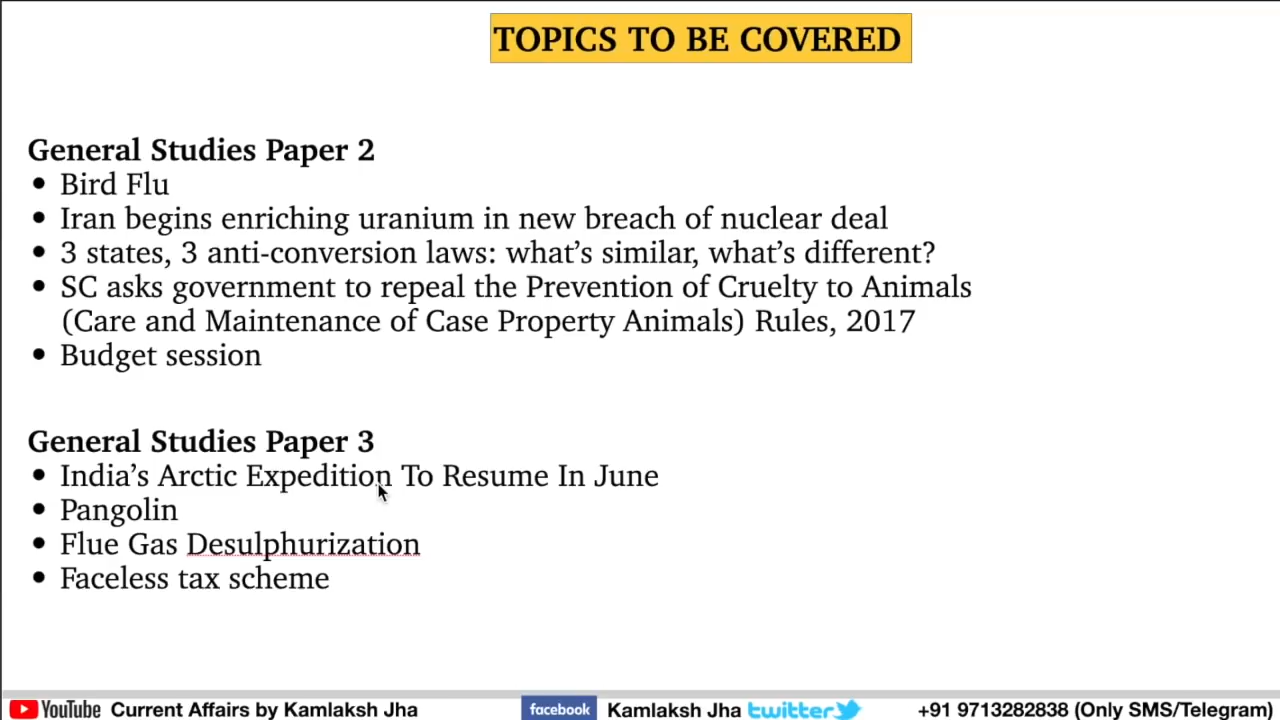 TOPICS TO BE COVERED
General Studies Paper 2
• Bird Flu
• Iran begins enriching uranium in new breach of nuclear deal
• 3 states, 3 anti-conversion laws: what’s similar, what’s different?
• SC asks government to repeal the Prevention of Cruelty to Animals
(Care and Maintenance of Case Property Animals) Rules, 2017
• Budget session
General Studies Paper 3
• India’s Arctic Expedition To Resume In June
• Pangolin
• Flue Gas Desulphurization
• Faceless tax scheme
YouTube Current Affairs by Kamlaksh Jha facebook Kamlaksh Jha twitter +91 9713282838 (Only SMS/Telegram)